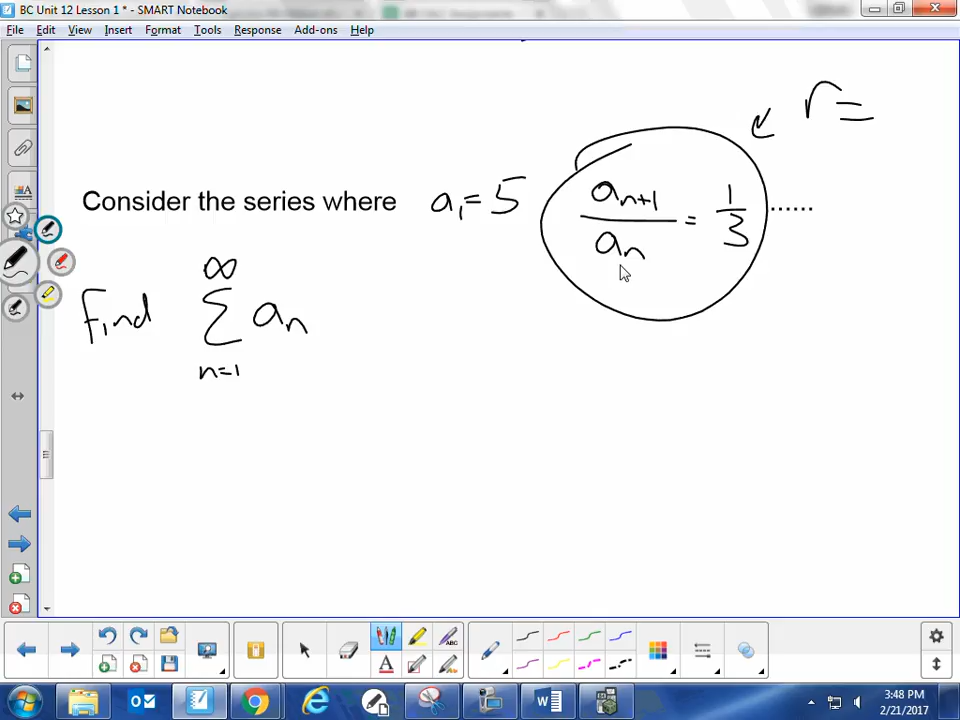 BC Unit 12 Lesson 1 * - SMART Notebook
File Edit View Insert Format Tools Response Add-ons Help
r =
Consider the series where a₁ = 5 aₙ₊₁/aₙ = 1/3 ......
Find ∑ₙ₌₁^∞ aₙ
3:48 PM
2/21/2017